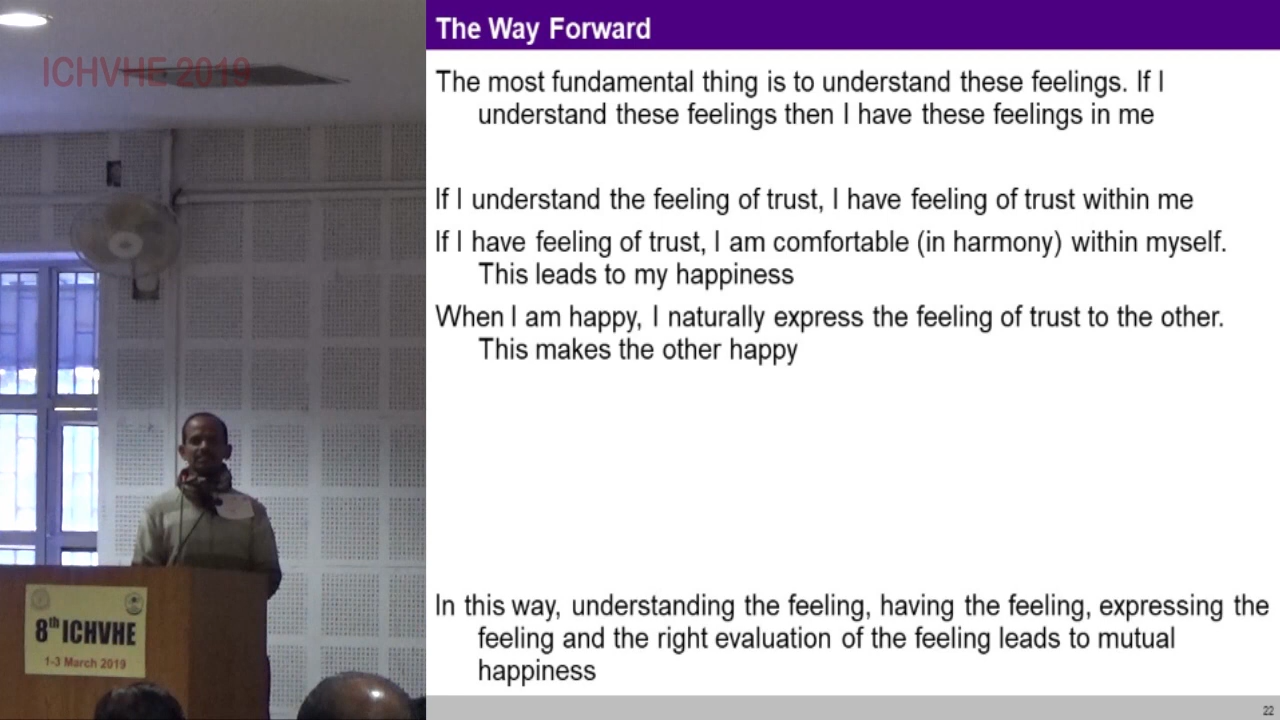 ICHVHE 2019
8th ICHVHE
1-3 March 2019
The Way Forward
The most fundamental thing is to understand these feelings. If I
understand these feelings then I have these feelings in me
If I understand the feeling of trust, I have feeling of trust within me
If I have feeling of trust, I am comfortable (in harmony) within myself.
This leads to my happiness
When I am happy, I naturally express the feeling of trust to the other.
This makes the other happy
In this way, understanding the feeling, having the feeling, expressing the
feeling and the right evaluation of the feeling leads to mutual
happiness
22